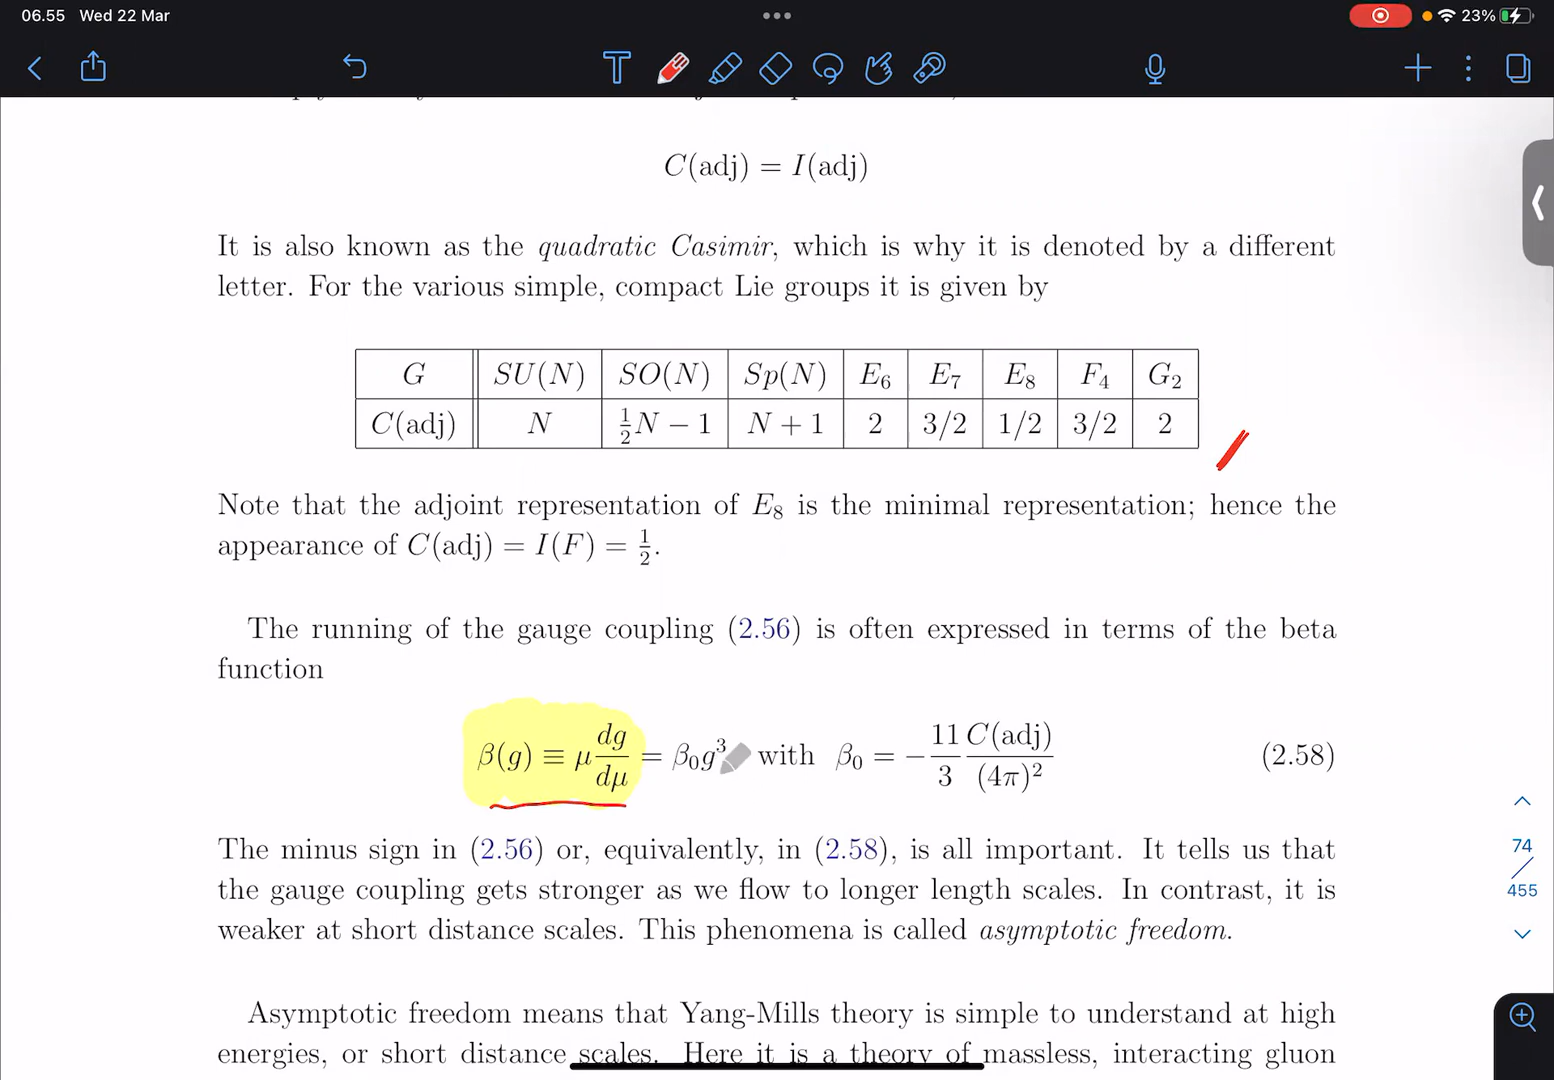 06.55 Wed 22 Mar
23%
C(adj) = I(adj)
It is also known as the quadratic Casimir, which is why it is denoted by a different
letter. For the various simple, compact Lie groups it is given by
G SU(N) SO(N) Sp(N) E₆ E₇ E₈ F₄ G₂
C(adj) N ½N − 1 N + 1 2 3/2 1/2 3/2 2
Note that the adjoint representation of E₈ is the minimal representation; hence the
appearance of C(adj) = I(F) = ½.
The running of the gauge coupling (2.56) is often expressed in terms of the beta
function
β(g) ≡ μ dg/dμ = β₀g³ with β₀ = − 11/3 C(adj)/(4π)² (2.58)
The minus sign in (2.56) or, equivalently, in (2.58), is all important. It tells us that
the gauge coupling gets stronger as we flow to longer length scales. In contrast, it is
weaker at short distance scales. This phenomena is called asymptotic freedom.
74
455
Asymptotic freedom means that Yang-Mills theory is simple to understand at high
energies, or short distance scales. Here it is a theory of massless, interacting gluon